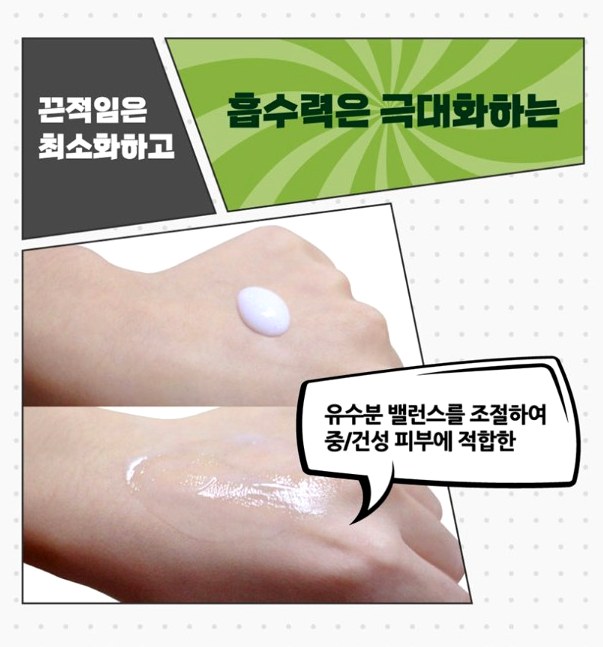 끈적임은
최소화하고
흡수력은 극대화하는
유수분 밸런스를 조절하여
중/건성 피부에 적합한